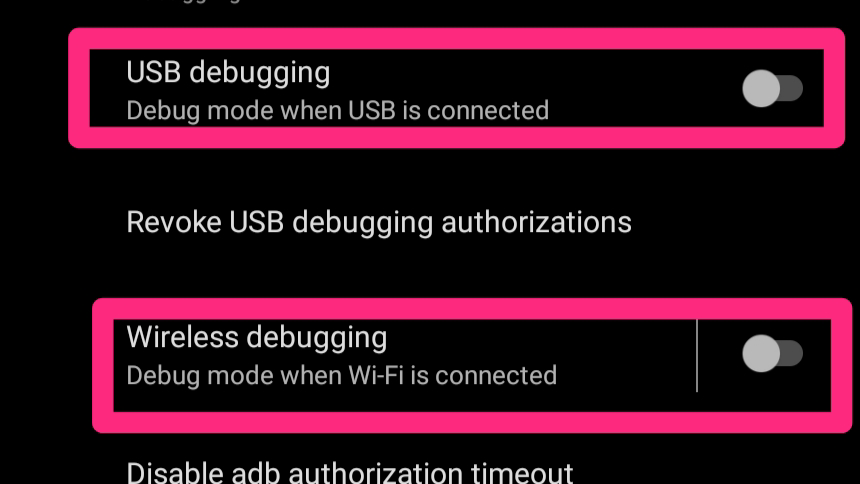 USB debugging
Debug mode when USB is connected
Revoke USB debugging authorizations
Wireless debugging
Debug mode when Wi-Fi is connected
Disable adb authorization timeout